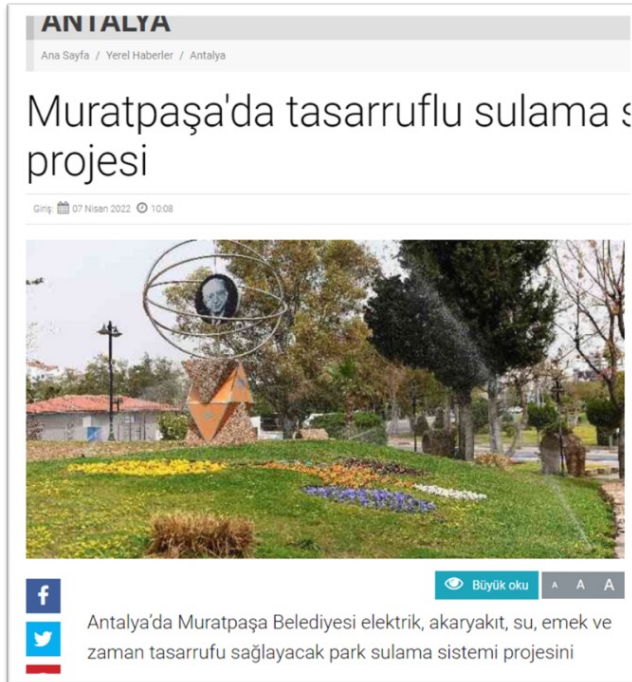 ANTALYA
Ana Sayfa / Yerel Haberler / Antalya
Muratpaşa'da tasarruflu sulama s
projesi
Giriş: 07 Nisan 2022 10:08
Büyük oku A A A
Antalya'da Muratpaşa Belediyesi elektrik, akaryakıt, su, emek ve
zaman tasarrufu sağlayacak park sulama sistemi projesini